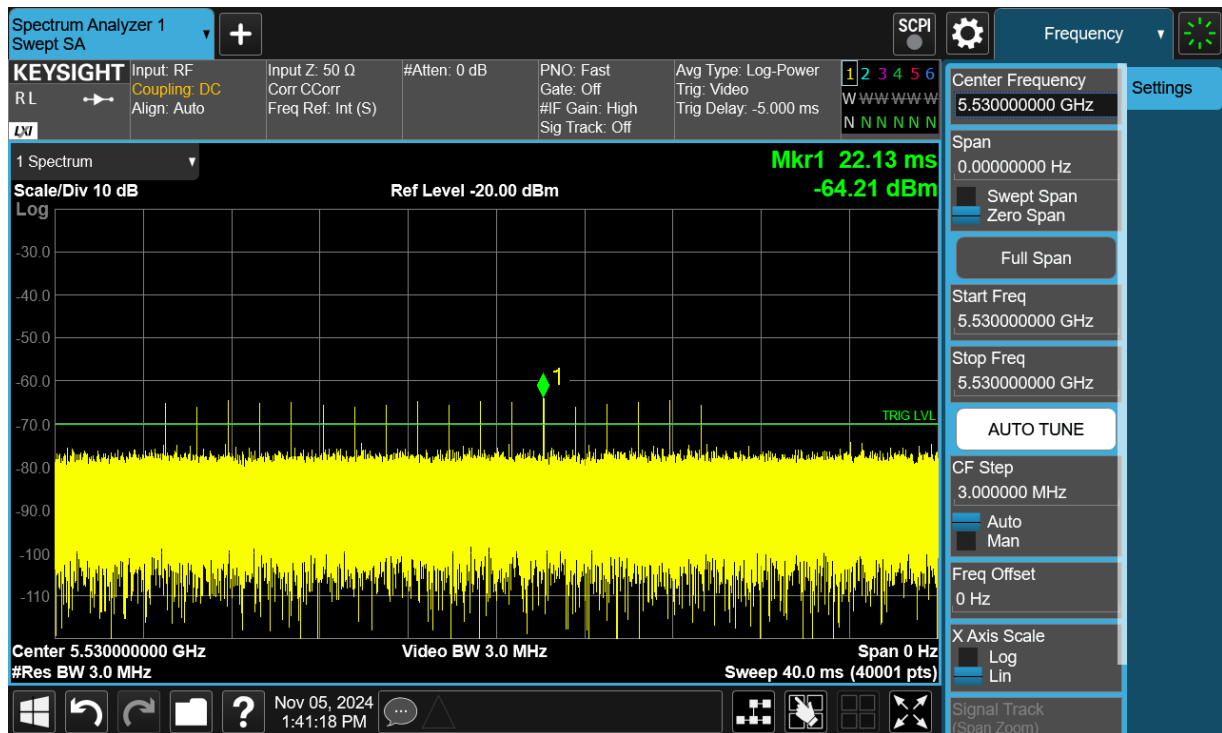 Spectrum Analyzer 1
Swept SA
+
SCPI
Frequency
KEYSIGHT
RL
LXI
Input: RF
Coupling: DC
Align: Auto
Input Z: 50 Ω
Corr CCorr
Freq Ref: Int (S)
#Atten: 0 dB
PNO: Fast
Gate: Off
#IF Gain: High
Sig Track: Off
Avg Type: Log-Power
Trig: Video
Trig Delay: -5.000 ms
1 2 3 4 5 6
W W W W W W
N N N N N N
1 Spectrum
Scale/Div 10 dB
Ref Level -20.00 dBm
Mkr1 22.13 ms
-64.21 dBm
Log
-30.0
-40.0
-50.0
-60.0
-70.0
-80.0
-90.0
-100
-110
1
TRIG LVL
Center 5.530000000 GHz
#Res BW 3.0 MHz
Video BW 3.0 MHz
Span 0 Hz
Sweep 40.0 ms (40001 pts)
Center Frequency
5.530000000 GHz
Span
0.00000000 Hz
Swept Span
Zero Span
Full Span
Start Freq
5.530000000 GHz
Stop Freq
5.530000000 GHz
AUTO TUNE
CF Step
3.000000 MHz
Auto
Man
Freq Offset
0 Hz
X Axis Scale
Log
Lin
Signal Track
(Span Zoom)
Settings
?
Nov 05, 2024
1:41:18 PM